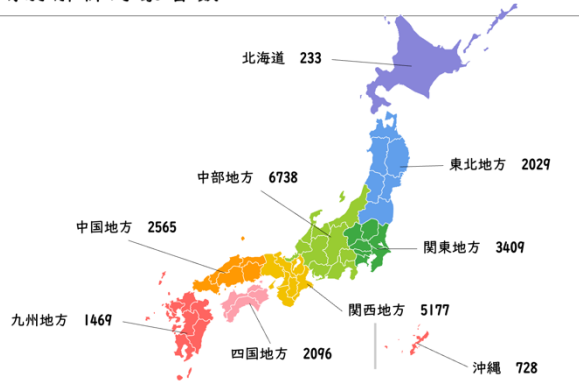 北海道 233
東北地方 2029
中部地方 6738
中国地方 2565
関東地方 3409
関西地方 5177
九州地方 1469
四国地方 2096
沖縄 728